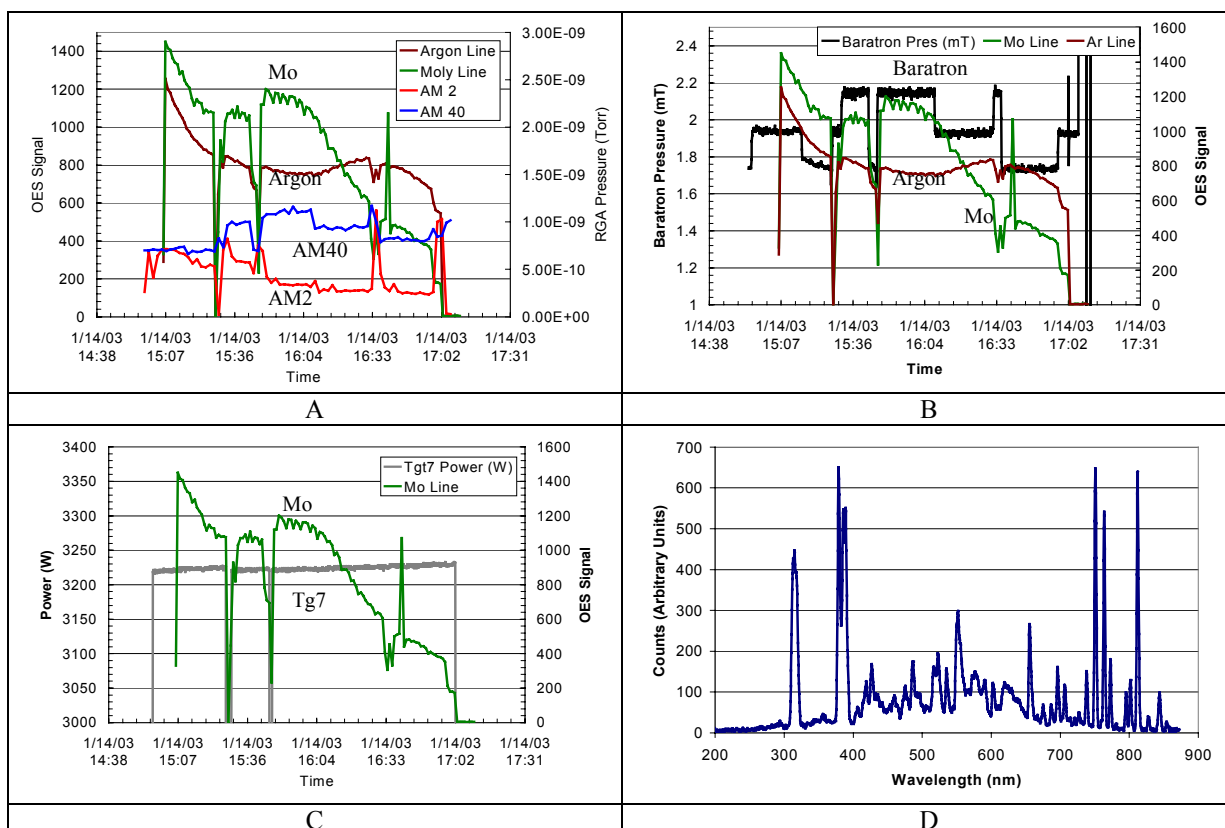 1400
1200
1000
800
600
400
200
0
OES Signal
3.00E-09
2.50E-09
2.00E-09
1.50E-09
1.00E-09
5.00E-10
0.00E+00
RGA Pressure (Torr)
Argon Line
Moly Line
AM 2
AM 40
Mo
Argon
AM40
AM2
1/14/03 1/14/03 1/14/03 1/14/03 1/14/03 1/14/03 1/14/03
14:38 15:07 15:36 16:04 16:33 17:02 17:31
Time
A
2.4
2.2
2
1.8
1.6
1.4
1.2
1
Baratron Pressure (mT)
1600
1400
1200
1000
800
600
400
200
0
OES Signal
Baratron Pres (mT) Mo Line Ar Line
Baratron
Argon
Mo
1/14/03 1/14/03 1/14/03 1/14/03 1/14/03 1/14/03 1/14/03
14:38 15:07 15:36 16:04 16:33 17:02 17:31
Time
B
3400
3350
3300
3250
3200
3150
3100
3050
3000
Power (W)
1600
1400
1200
1000
800
600
400
200
0
OES Signal
Tgt7 Power (W)
Mo Line
Mo
Tg7
1/14/03 1/14/03 1/14/03 1/14/03 1/14/03 1/14/03 1/14/03
14:38 15:07 15:36 16:04 16:33 17:02 17:31
Time
C
700
600
500
400
300
200
100
0
Counts (Arbitrary Units)
200 300 400 500 600 700 800 900
Wavelength (nm)
D